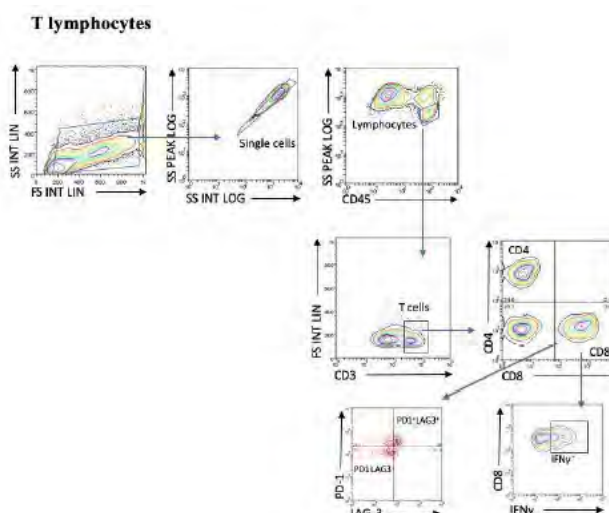 T lymphocytes
SS INT LIN
FS INT LIN
SS PEAK LOG
Single cells
SS INT LOG
SS PEAK LOG
Lymphocytes
CD45
FS INT LIN
T cells
CD3
CD4
CD4
CD8
CD8
PD-1
PD1⁺LAG3⁺
PD1⁻LAG3⁻
LAG-3
CD8
IFNγ⁺
IFNγ